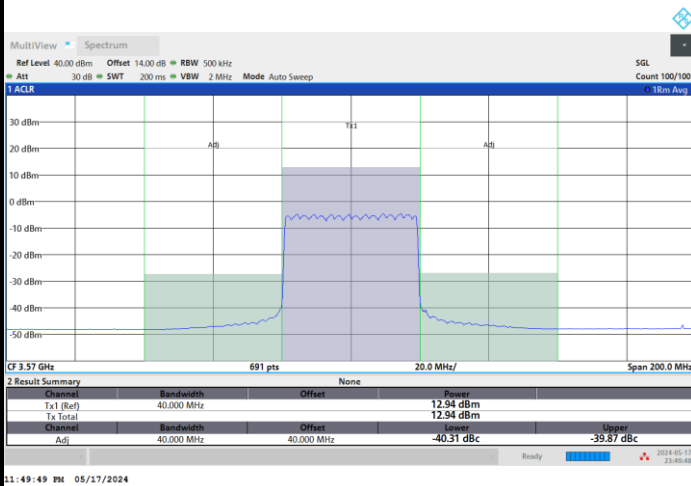 MultiView Spectrum
Ref Level 40.00 dBm Offset 14.00 dB RBW 500 kHz SGL
Att 30 dB SWT 200 ms VBW 2 MHz Mode Auto Sweep Count 100/100
1 ACLR 1Rm Avg
30 dBm
Tx1
20 dBm
Adj Adj
10 dBm
0 dBm
-10 dBm
-20 dBm
-30 dBm
-40 dBm
-50 dBm
CF 3.57 GHz 691 pts 20.0 MHz/ Span 200.0 MHz
2 Result Summary None
Channel Bandwidth Offset Power
Tx1 (Ref) 40.000 MHz 12.94 dBm
Tx Total 12.94 dBm
Channel Bandwidth Offset Lower Upper
Adj 40.000 MHz 40.000 MHz -40.31 dBc -39.87 dBc
Ready 2024-05-17
23:49:48
11:49:49 PM 05/17/2024